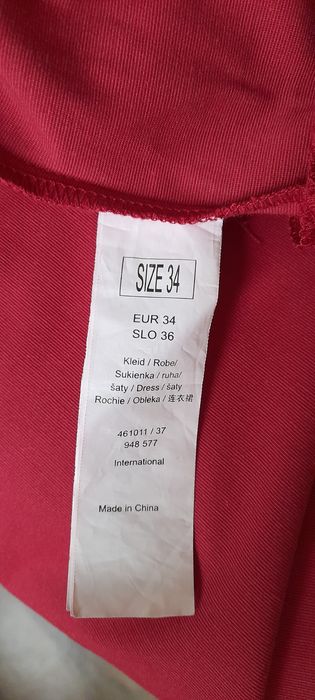 SIZE 34
EUR 34
SLO 36
Kleid / Robe/
Sukienka / ruha/
šaty / Dress / šaty
Rochie / Obleka / 连衣裙
461011 / 37
948 577
International
Made in China